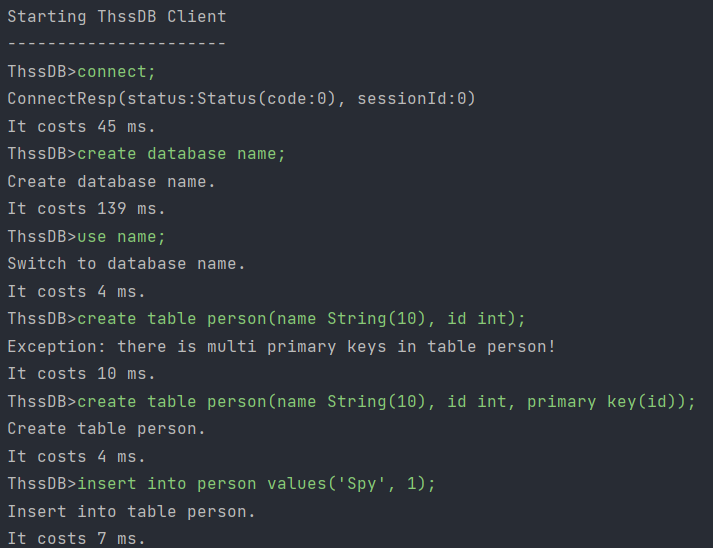 Starting ThssDB Client
----------------------
ThssDB>connect;
ConnectResp(status:Status(code:0), sessionId:0)
It costs 45 ms.
ThssDB>create database name;
Create database name.
It costs 139 ms.
ThssDB>use name;
Switch to database name.
It costs 4 ms.
ThssDB>create table person(name String(10), id int);
Exception: there is multi primary keys in table person!
It costs 10 ms.
ThssDB>create table person(name String(10), id int, primary key(id));
Create table person.
It costs 4 ms.
ThssDB>insert into person values('Spy', 1);
Insert into table person.
It costs 7 ms.